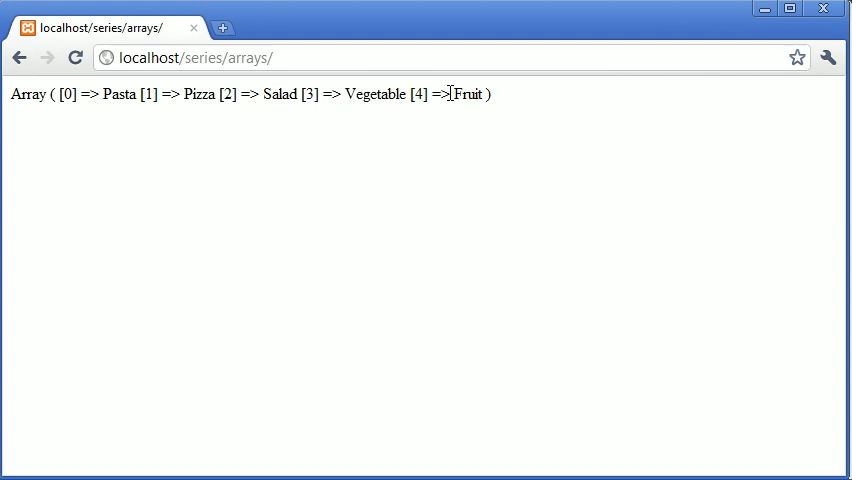 localhost/series/arrays/
localhost/series/arrays/
Array ( [0] => Pasta [1] => Pizza [2] => Salad [3] => Vegetable [4] => Fruit )